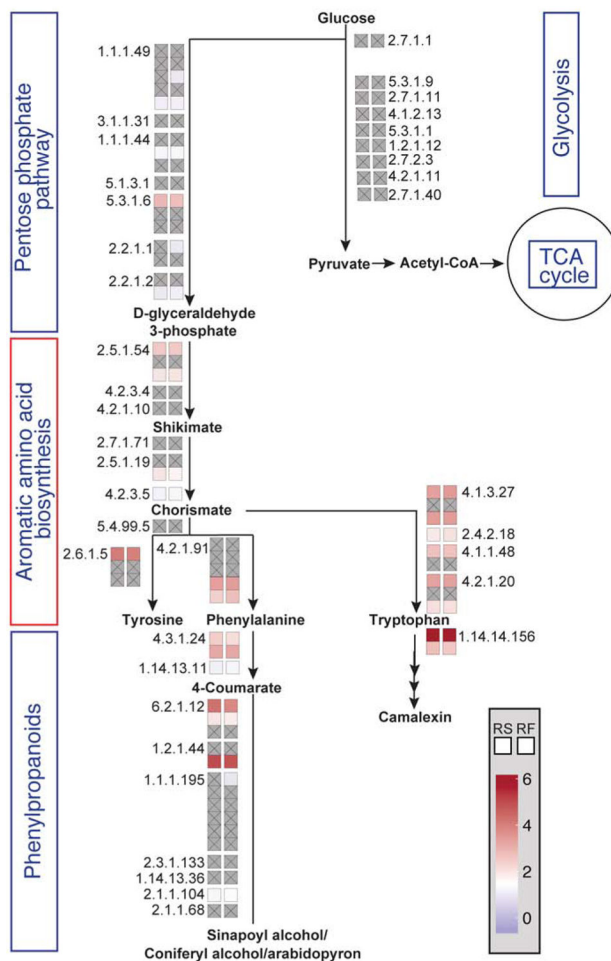 Glucose
2.7.1.1
5.3.1.9
2.7.1.11
4.1.2.13
5.3.1.1
1.2.1.12
2.7.2.3
4.2.1.11
2.7.1.40
Glycolysis
Pyruvate
Acetyl-CoA
TCA
cycle
Pentose phosphate
pathway
1.1.1.49
3.1.1.31
1.1.1.44
5.1.3.1
5.3.1.6
2.2.1.1
2.2.1.2
D-glyceraldehyde
3-phosphate
Aromatic amino acid
biosynthesis
2.5.1.54
4.2.3.4
4.2.1.10
Shikimate
2.7.1.71
2.5.1.19
4.2.3.5
Chorismate
5.4.99.5
2.6.1.5
4.2.1.91
Tyrosine
Phenylalanine
4.1.3.27
2.4.2.18
4.1.1.48
4.2.1.20
Tryptophan
1.14.14.156
Camalexin
Phenylpropanoids
4.3.1.24
1.14.13.11
4-Coumarate
6.2.1.12
1.2.1.44
1.1.1.195
2.3.1.133
1.14.13.36
2.1.1.104
2.1.1.68
Sinapoyl alcohol/
Coniferyl alcohol/arabidopyron
RS RF
6
4
2
0